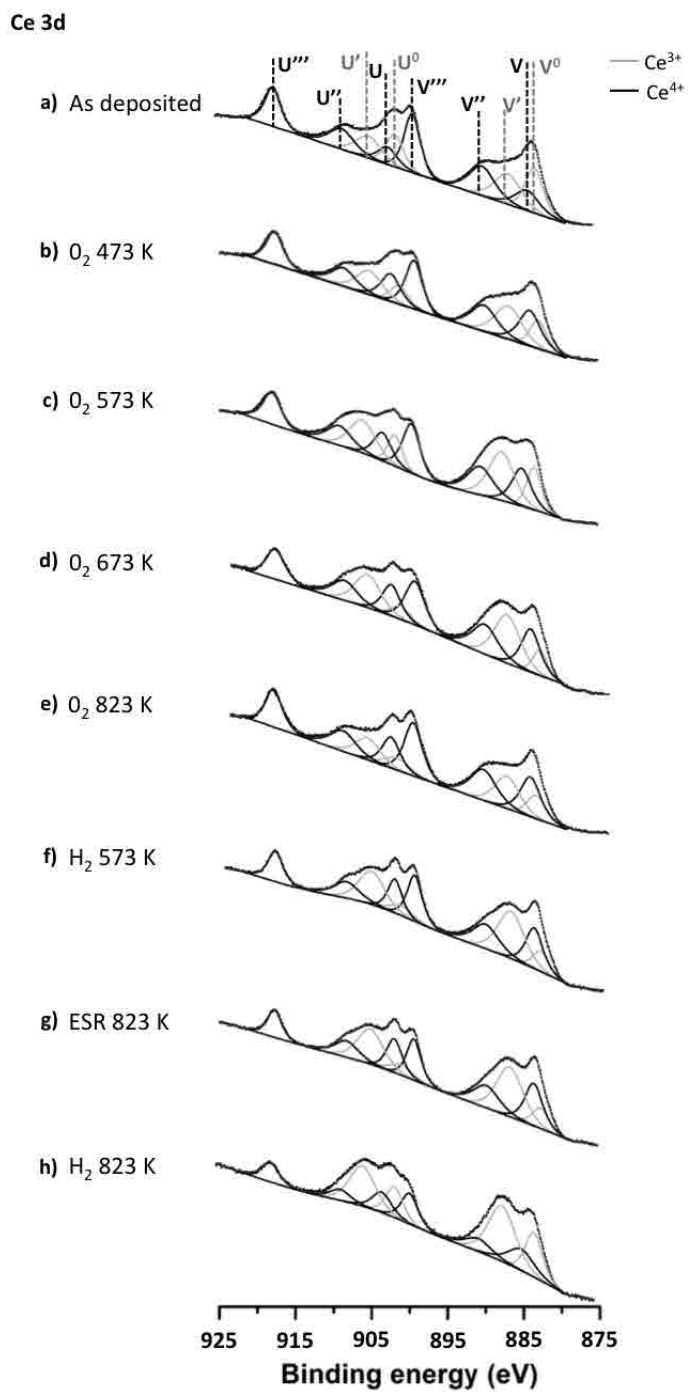 Ce 3d
U’’’ U’ U U⁰ V’’’ V V⁰
U’’ V’’ V’
Ce³⁺
Ce⁴⁺
a) As deposited
b) O₂ 473 K
c) O₂ 573 K
d) O₂ 673 K
e) O₂ 823 K
f) H₂ 573 K
g) ESR 823 K
h) H₂ 823 K
925 915 905 895 885 875
Binding energy (eV)